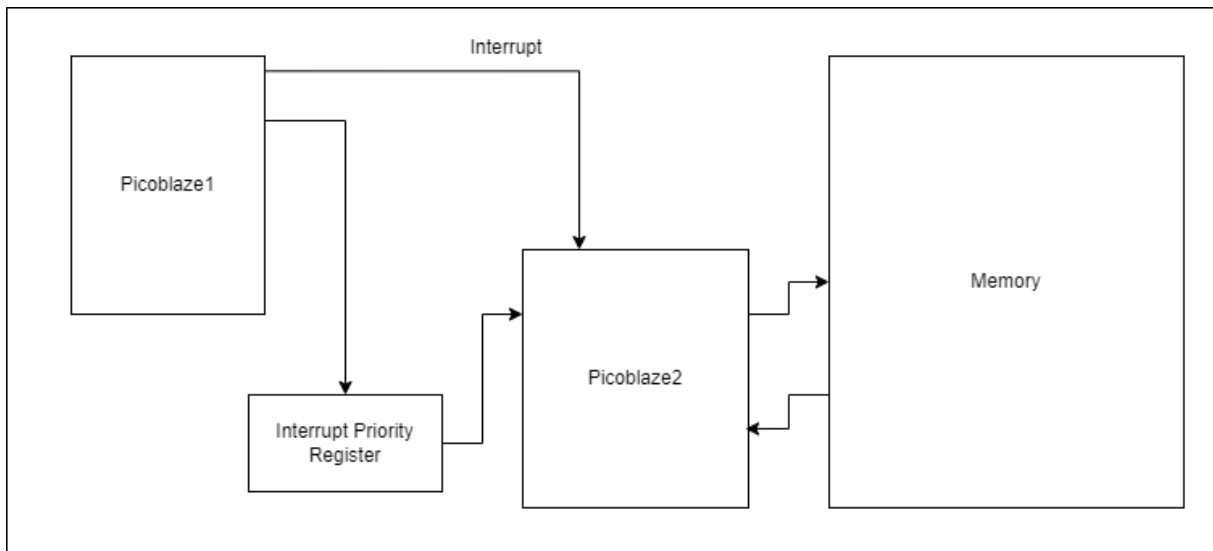 Interrupt
Picoblaze1
Memory
Picoblaze2
Interrupt Priority
Register